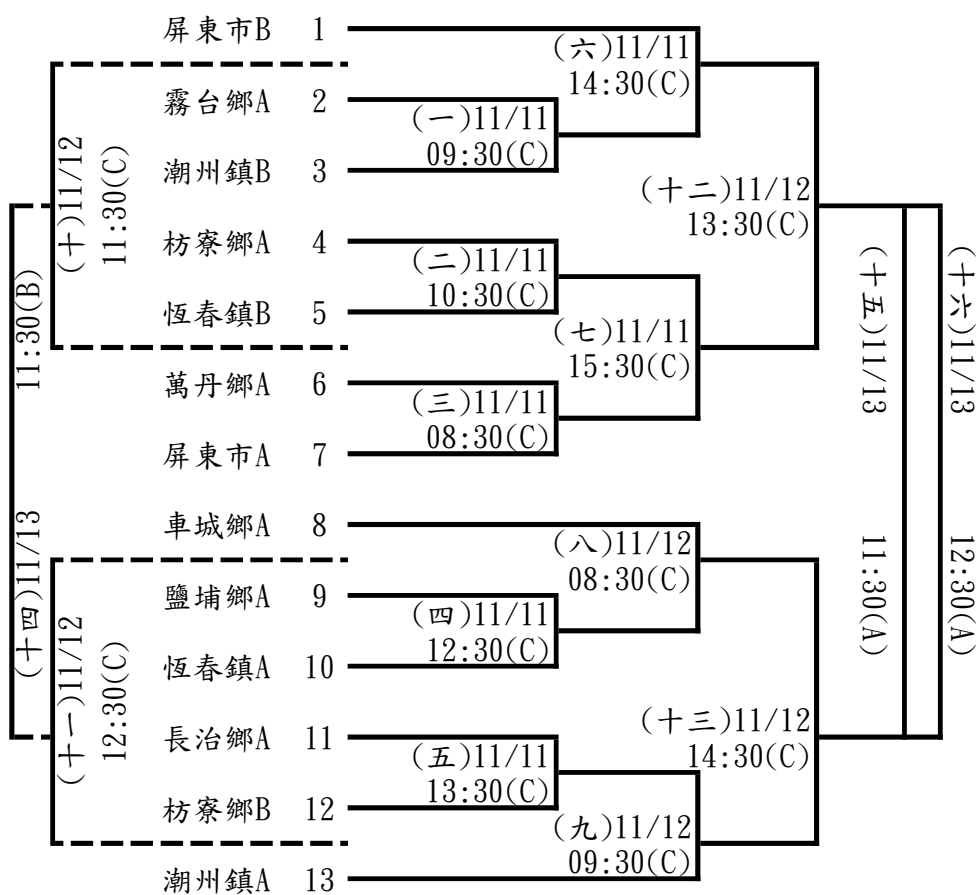 屏東市B 1
霧台鄉A 2
潮州鎮B 3
枋寮鄉A 4
恆春鎮B 5
萬丹鄉A 6
屏東市A 7
車城鄉A 8
鹽埔鄉A 9
恆春鎮A 10
長治鄉A 11
枋寮鄉B 12
潮州鎮A 13
(一)11/11
09:30(C)
(二)11/11
10:30(C)
(三)11/11
08:30(C)
(四)11/11
12:30(C)
(五)11/11
13:30(C)
(六)11/11
14:30(C)
(七)11/11
15:30(C)
(八)11/12
08:30(C)
(九)11/12
09:30(C)
(十)11/12
11:30(C)
(十一)11/12
12:30(C)
(十二)11/12
13:30(C)
(十三)11/12
14:30(C)
(十四)11/13
11:30(B)
(十五)11/13
11:30(A)
(十六)11/13
12:30(A)